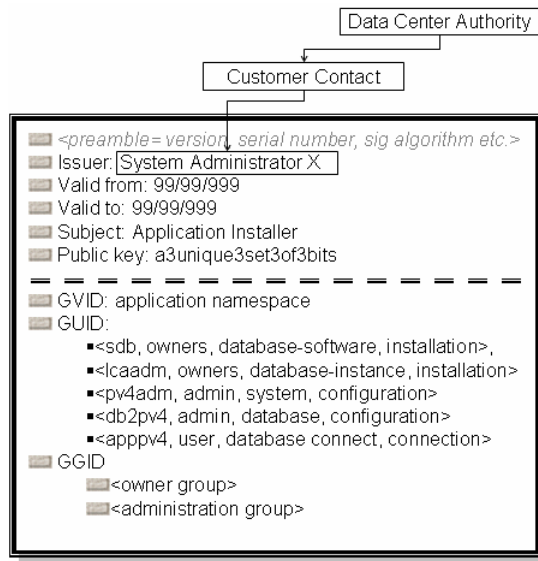 Data Center Authority
Customer Contact
<preamble= version, serial number, sig algorithm etc.>
Issuer: System Administrator X
Valid from: 99/99/999
Valid to: 99/99/999
Subject: Application Installer
Public key: a3unique3set3of3bits
GVID: application namespace
GUID:
<sdb, owners, database-software, installation>,
<lcaadm, owners, database-instance, installation>
<pv4adm, admin, system, configuration>
<db2pv4, admin, database, configuration>
<apppv4, user, database connect, connection>
GGID
<owner group>
<administration group>